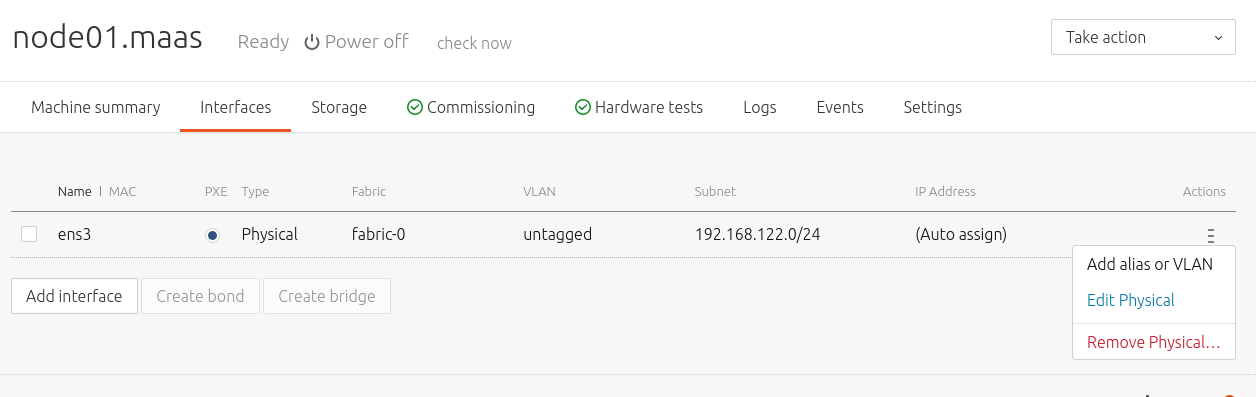 node01.maas Ready Power off check now Take action
Machine summary Interfaces Storage Commissioning Hardware tests Logs Events Settings
Name | MAC PXE Type Fabric VLAN Subnet IP Address Actions
ens3 Physical fabric-0 untagged 192.168.122.0/24 (Auto assign)
Add alias or VLAN
Add interface Create bond Create bridge Edit Physical
Remove Physical…